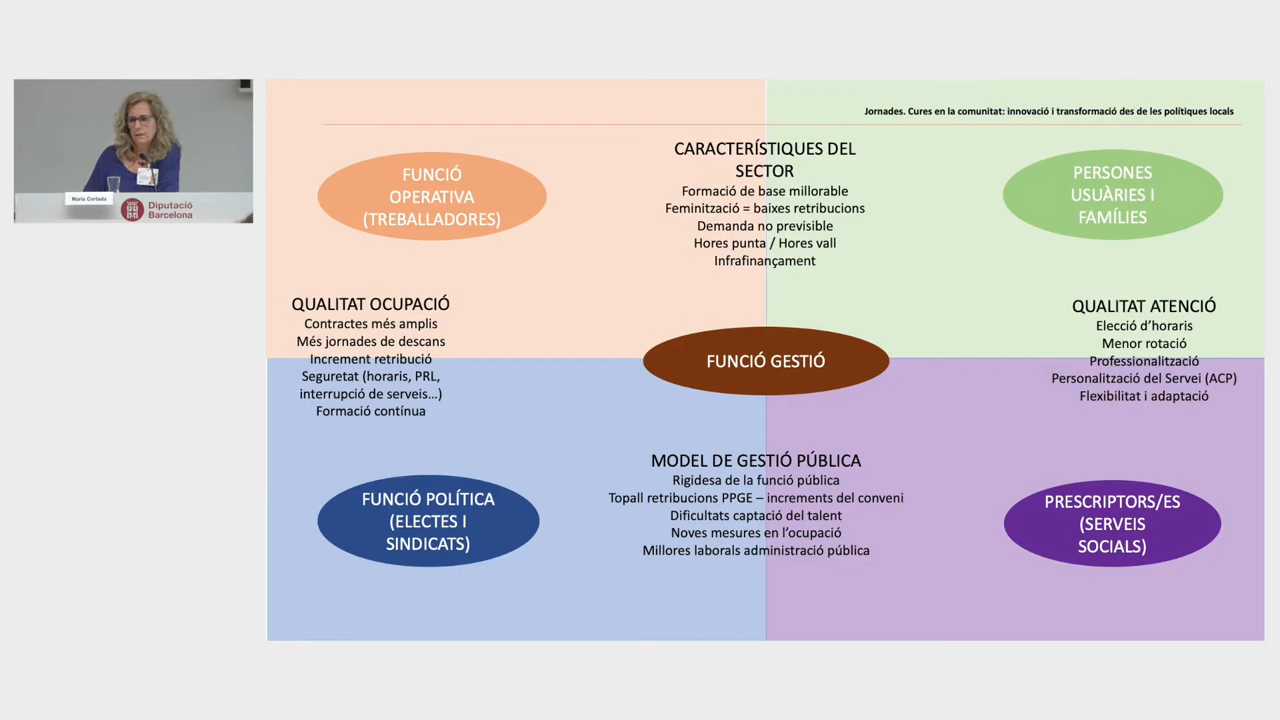 Jornades. Cures en la comunitat: innovació i transformació des de les polítiques locals
FUNCIÓ
OPERATIVA
(TREBALLADORES)
CARACTERÍSTIQUES DEL
SECTOR
Formació de base millorable
Feminització = baixes retribucions
Demanda no previsible
Hores punta / Hores vall
Infrafinançament
PERSONES
USUÀRIES I
FAMÍLIES
Núria Cortada
Diputació
Barcelona
QUALITAT OCUPACIÓ
Contractes més amplis
Més jornades de descans
Increment retribució
Seguretat (horaris, PRL,
interrupció de serveis…)
Formació contínua
FUNCIÓ GESTIÓ
QUALITAT ATENCIÓ
Elecció d’horaris
Menor rotació
Professionalització
Personalització del Servei (ACP)
Flexibilitat i adaptació
FUNCIÓ POLÍTICA
(ELECTES I
SINDICATS)
MODEL DE GESTIÓ PÚBLICA
Rigidesa de la funció pública
Topall retribucions PPGE – increments del conveni
Dificultats captació del talent
Noves mesures en l’ocupació
Millores laborals administració pública
PRESCRIPTORS/ES
(SERVEIS
SOCIALS)